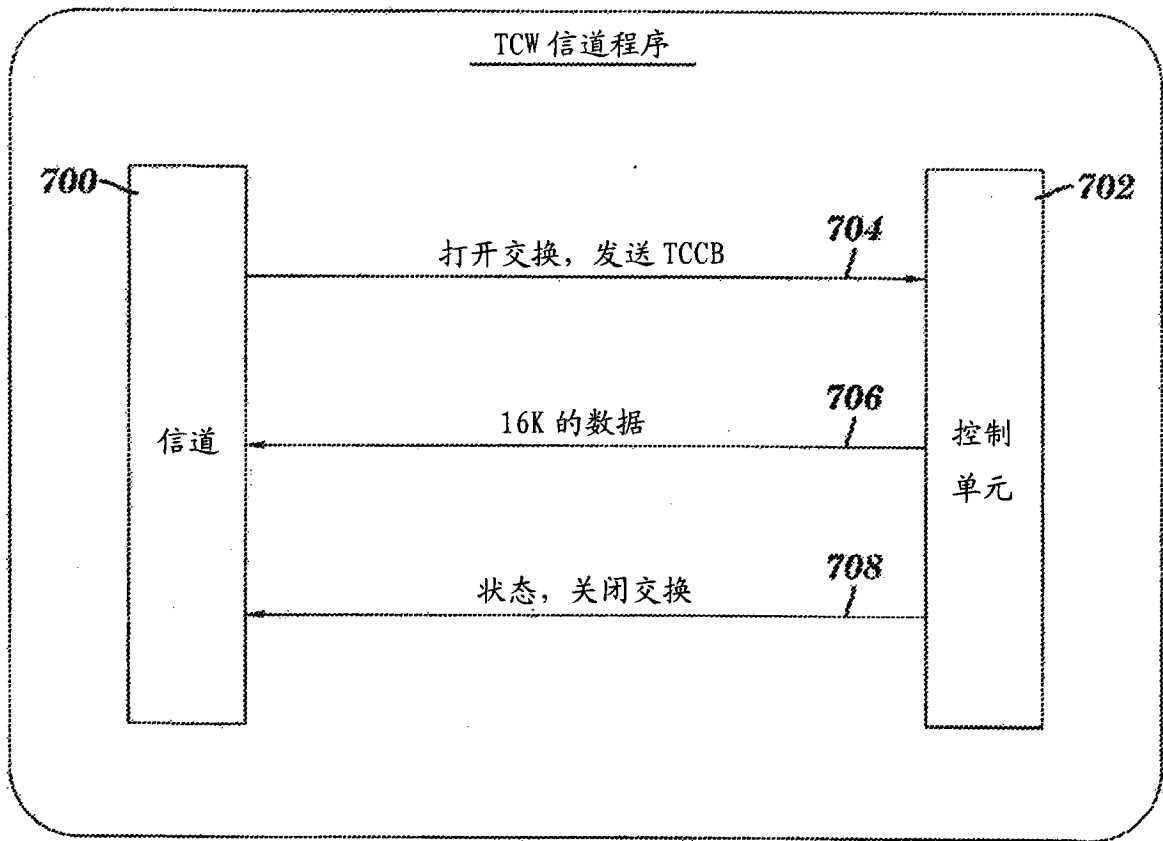 TCW 信道程序
700
702
704
打开交换，发送 TCCB
706
16K 的数据
信道
控制
单元
708
状态，关闭交换